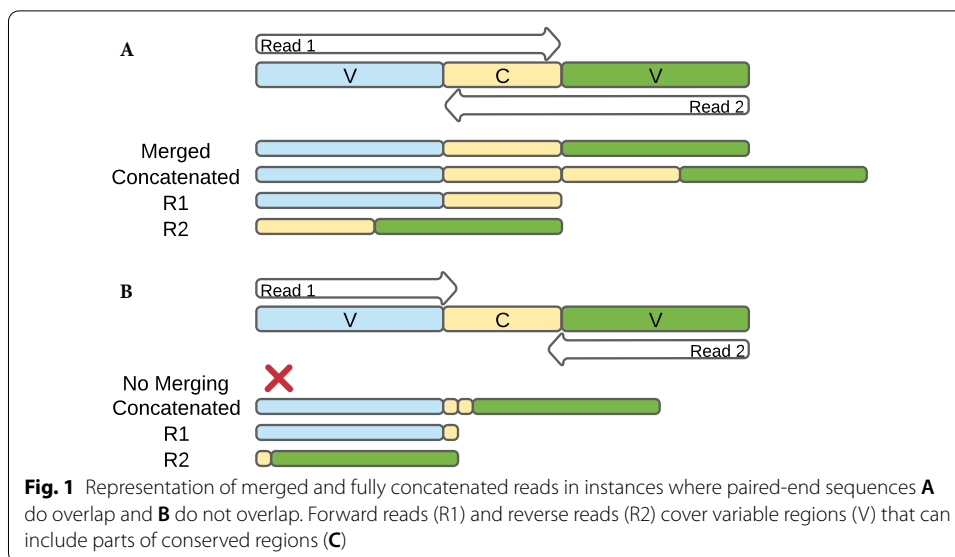 A
Read 1
V C V
Read 2
Merged
Concatenated
R1
R2
B
Read 1
V C V
Read 2
No Merging
Concatenated
R1
R2
Fig. 1 Representation of merged and fully concatenated reads in instances where paired-end sequences A
do overlap and B do not overlap. Forward reads (R1) and reverse reads (R2) cover variable regions (V) that can
include parts of conserved regions (C)